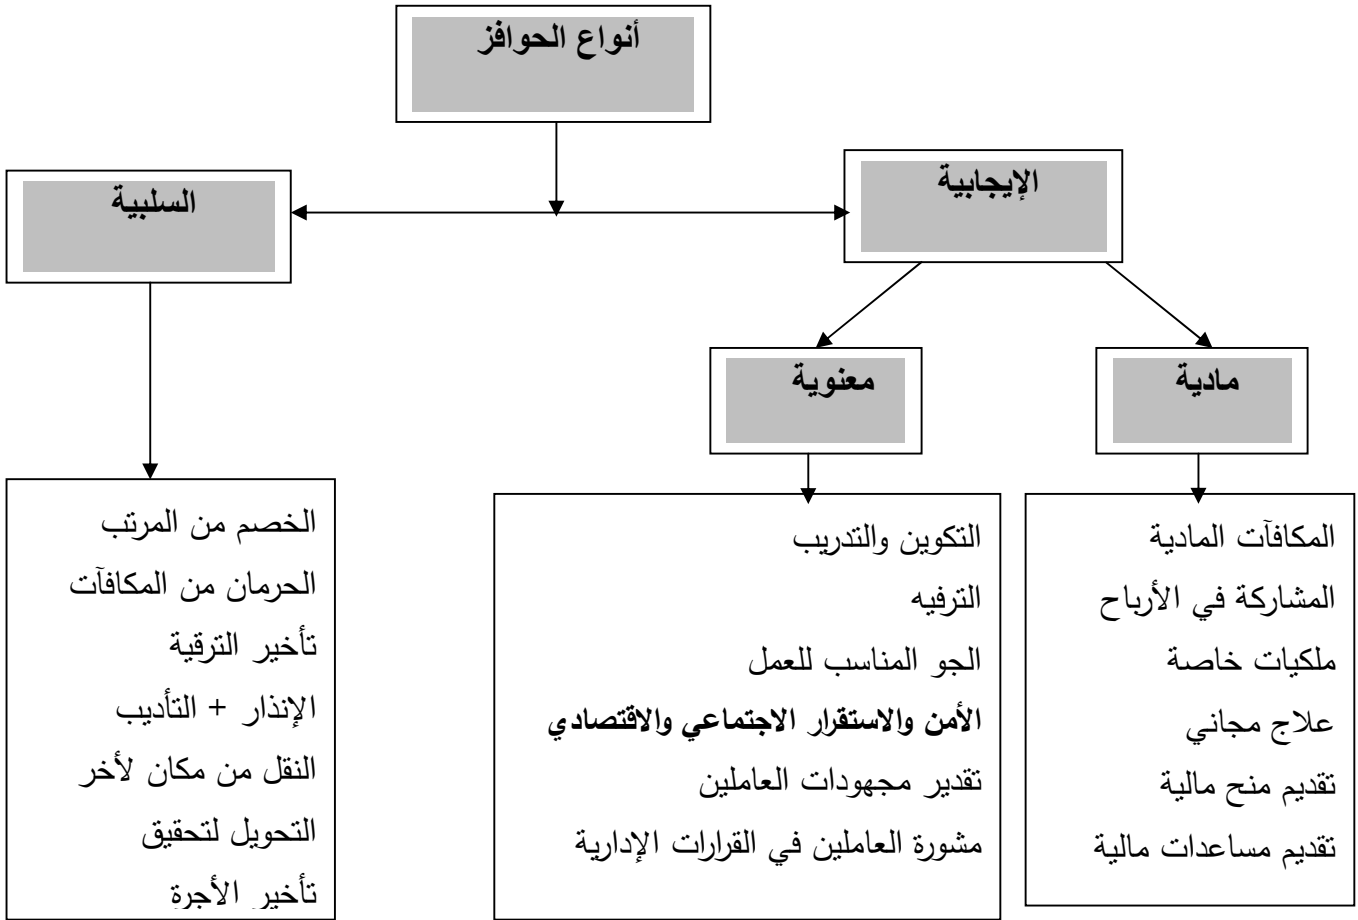 أنواع الحوافز
الإيجابية
السلبية
مادية
معنوية
المكافآت المادية
المشاركة في الأرباح
ملكيات خاصة
علاج مجاني
تقديم منح مالية
تقديم مساعدات مالية
التكوين والتدريب
الترفيه
الجو المناسب للعمل
الأمن والاستقرار الاجتماعي والاقتصادي
تقدير مجهودات العاملين
مشورة العاملين في القرارات الإدارية
الخصم من المرتب
الحرمان من المكافآت
تأخير الترقية
الإنذار + التأديب
النقل من مكان لأخر
التحويل لتحقيق
تأخير الأجرة